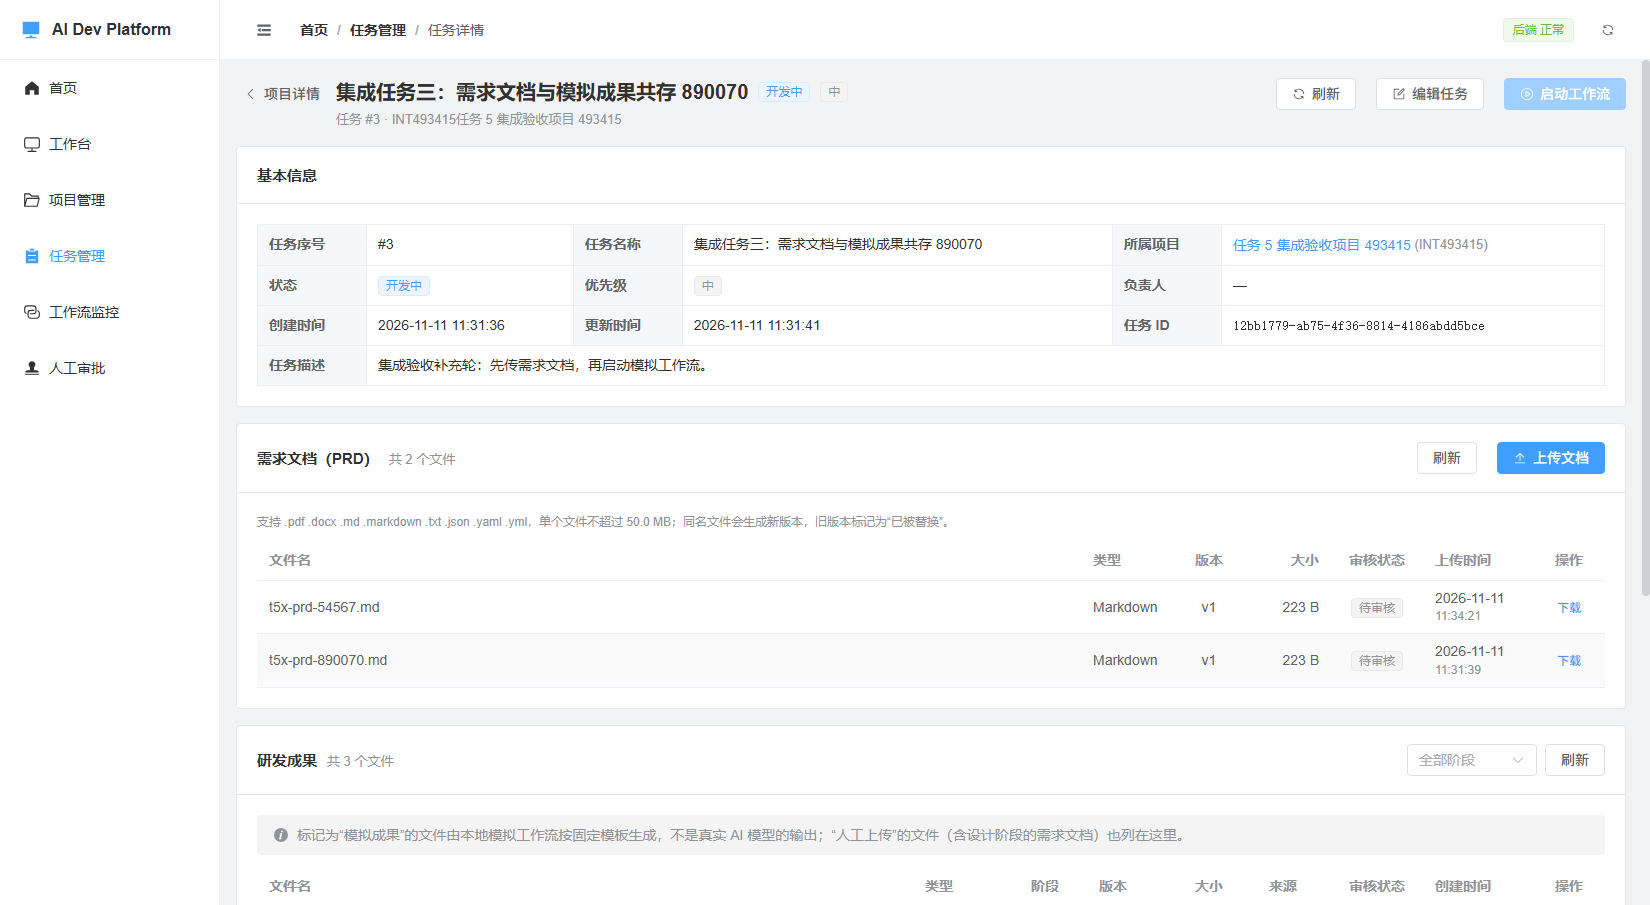 AI Dev Platform
首页 / 任务管理 / 任务详情
后端 正常
首页
工作台
项目管理
任务管理
工作流监控
人工审批
项目详情
集成任务三：需求文档与模拟成果共存 890070 开发中 中
任务 #3 · INT493415任务 5 集成验收项目 493415
刷新 编辑任务 启动工作流
基本信息
任务序号 #3 任务名称 集成任务三：需求文档与模拟成果共存 890070 所属项目 任务 5 集成验收项目 493415 (INT493415)
状态 开发中 优先级 中 负责人 —
创建时间 2026-11-11 11:31:36 更新时间 2026-11-11 11:31:41 任务 ID 12bb1779-ab75-4f36-8814-4186abdd5bce
任务描述 集成验收补充轮：先传需求文档，再启动模拟工作流。
需求文档（PRD） 共 2 个文件 刷新 上传文档
支持 .pdf .docx .md .markdown .txt .json .yaml .yml，单个文件不超过 50.0 MB；同名文件会生成新版本，旧版本标记为“已被替换”。
文件名 类型 版本 大小 审核状态 上传时间 操作
t5x-prd-54567.md Markdown v1 223 B 待审核 2026-11-11 11:34:21 下载
t5x-prd-890070.md Markdown v1 223 B 待审核 2026-11-11 11:31:39 下载
研发成果 共 3 个文件 全部阶段 刷新
标记为“模拟成果”的文件由本地模拟工作流按固定模板生成，不是真实 AI 模型的输出；“人工上传”的文件（含设计阶段的需求文档）也列在这里。
文件名 类型 阶段 版本 大小 来源 审核状态 创建时间 操作